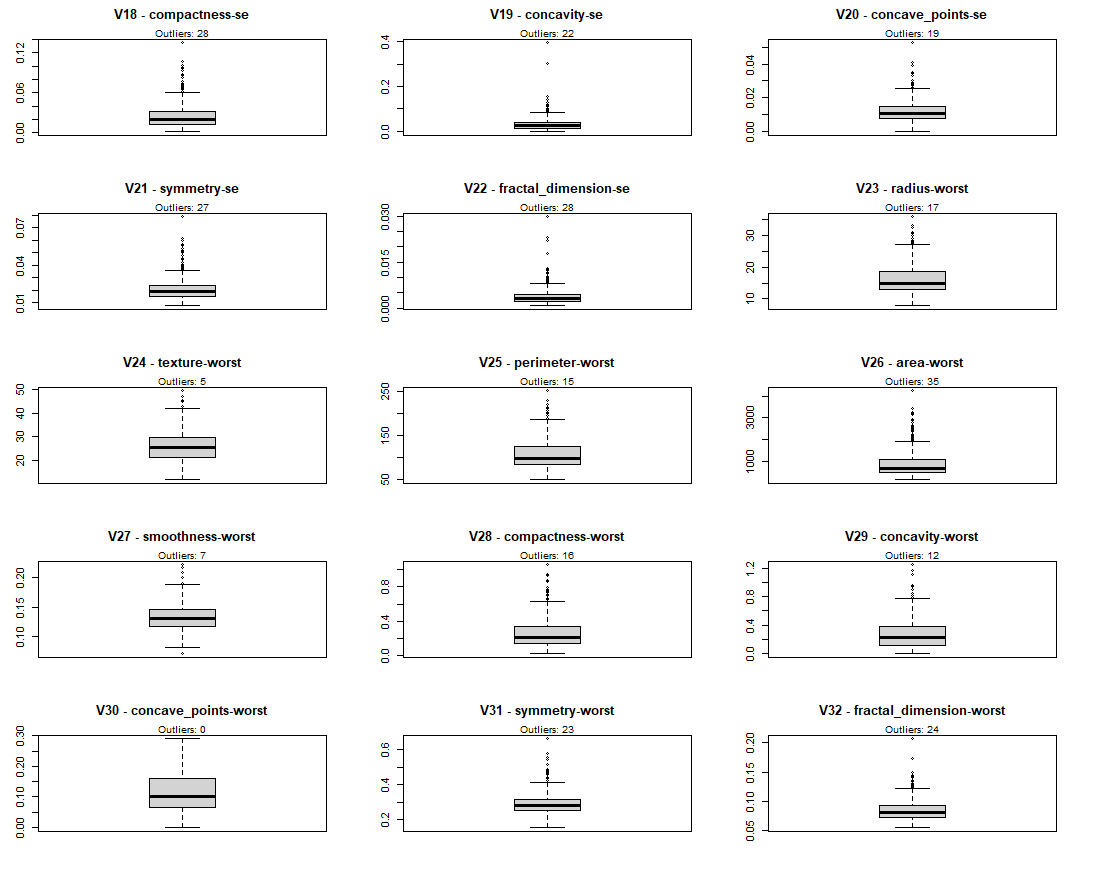 V18 - compactness-se
Outliers: 28
0.00 0.06 0.12
V19 - concavity-se
Outliers: 22
0.0 0.2 0.4
V20 - concave_points-se
Outliers: 19
0.00 0.02 0.04
V21 - symmetry-se
Outliers: 27
0.01 0.04 0.07
V22 - fractal_dimension-se
Outliers: 28
0.000 0.015 0.030
V23 - radius-worst
Outliers: 17
10 20 30
V24 - texture-worst
Outliers: 5
20 30 40 50
V25 - perimeter-worst
Outliers: 15
50 150 250
V26 - area-worst
Outliers: 35
1000 3000
V27 - smoothness-worst
Outliers: 7
0.10 0.15 0.20
V28 - compactness-worst
Outliers: 16
0.0 0.4 0.8
V29 - concavity-worst
Outliers: 12
0.0 0.4 0.8 1.2
V30 - concave_points-worst
Outliers: 0
0.00 0.10 0.20 0.30
V31 - symmetry-worst
Outliers: 23
0.2 0.4 0.6
V32 - fractal_dimension-worst
Outliers: 24
0.05 0.10 0.15 0.20